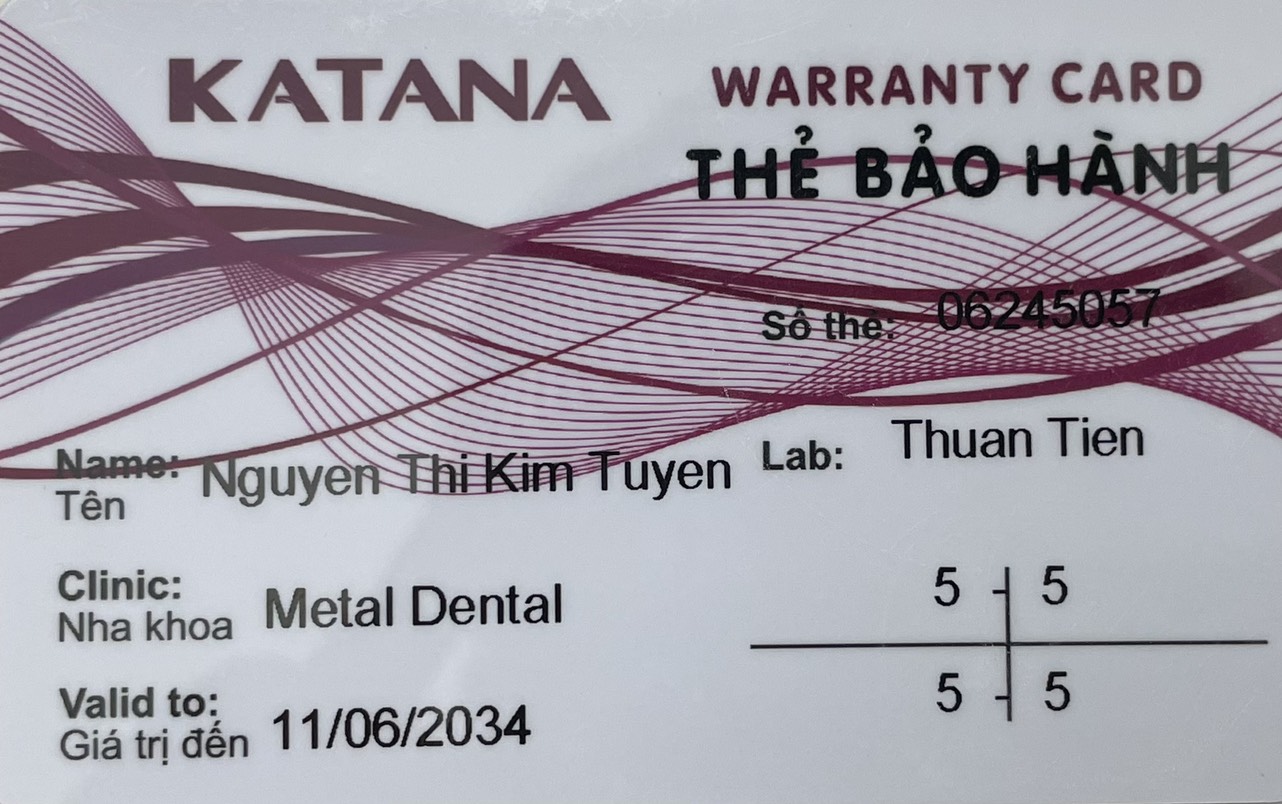 KATANA
WARRANTY CARD
THẺ BẢO HÀNH
Số thẻ: 06245057
Name: Nguyen Thi Kim Tuyen
Tên
Lab: Thuan Tien
Clinic: Metal Dental
Nha khoa
5 - 5
5 - 5
Valid to: 11/06/2034
Giá trị đến